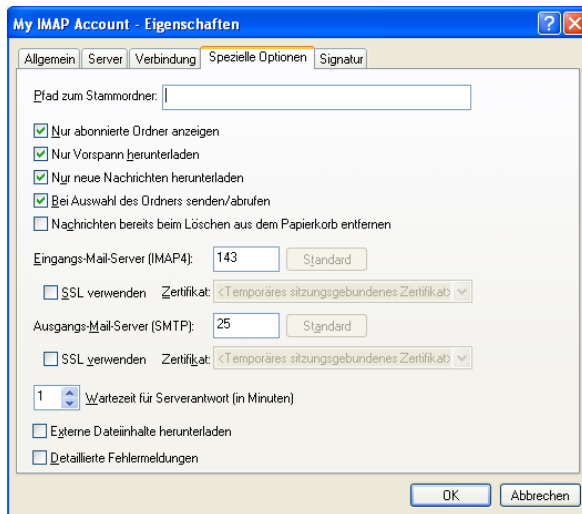 My IMAP Account - Eigenschaften
Allgemein Server Verbindung Spezielle Optionen Signatur
Pfad zum Stammordner:
Nur abonnierte Ordner anzeigen
Nur Vorspann herunterladen
Nur neue Nachrichten herunterladen
Bei Auswahl des Ordners senden/abrufen
Nachrichten bereits beim Löschen aus dem Papierkorb entfernen
Eingangs-Mail-Server (IMAP4): 143 Standard
SSL verwenden Zertifikat: <Temporäres sitzungsgebundenes Zertifikat>
Ausgangs-Mail-Server (SMTP): 25 Standard
SSL verwenden Zertifikat: <Temporäres sitzungsgebundenes Zertifikat>
1 Wartezeit für Serverantwort (in Minuten)
Externe Dateiinhalte herunterladen
Detaillierte Fehlermeldungen
OK Abbrechen